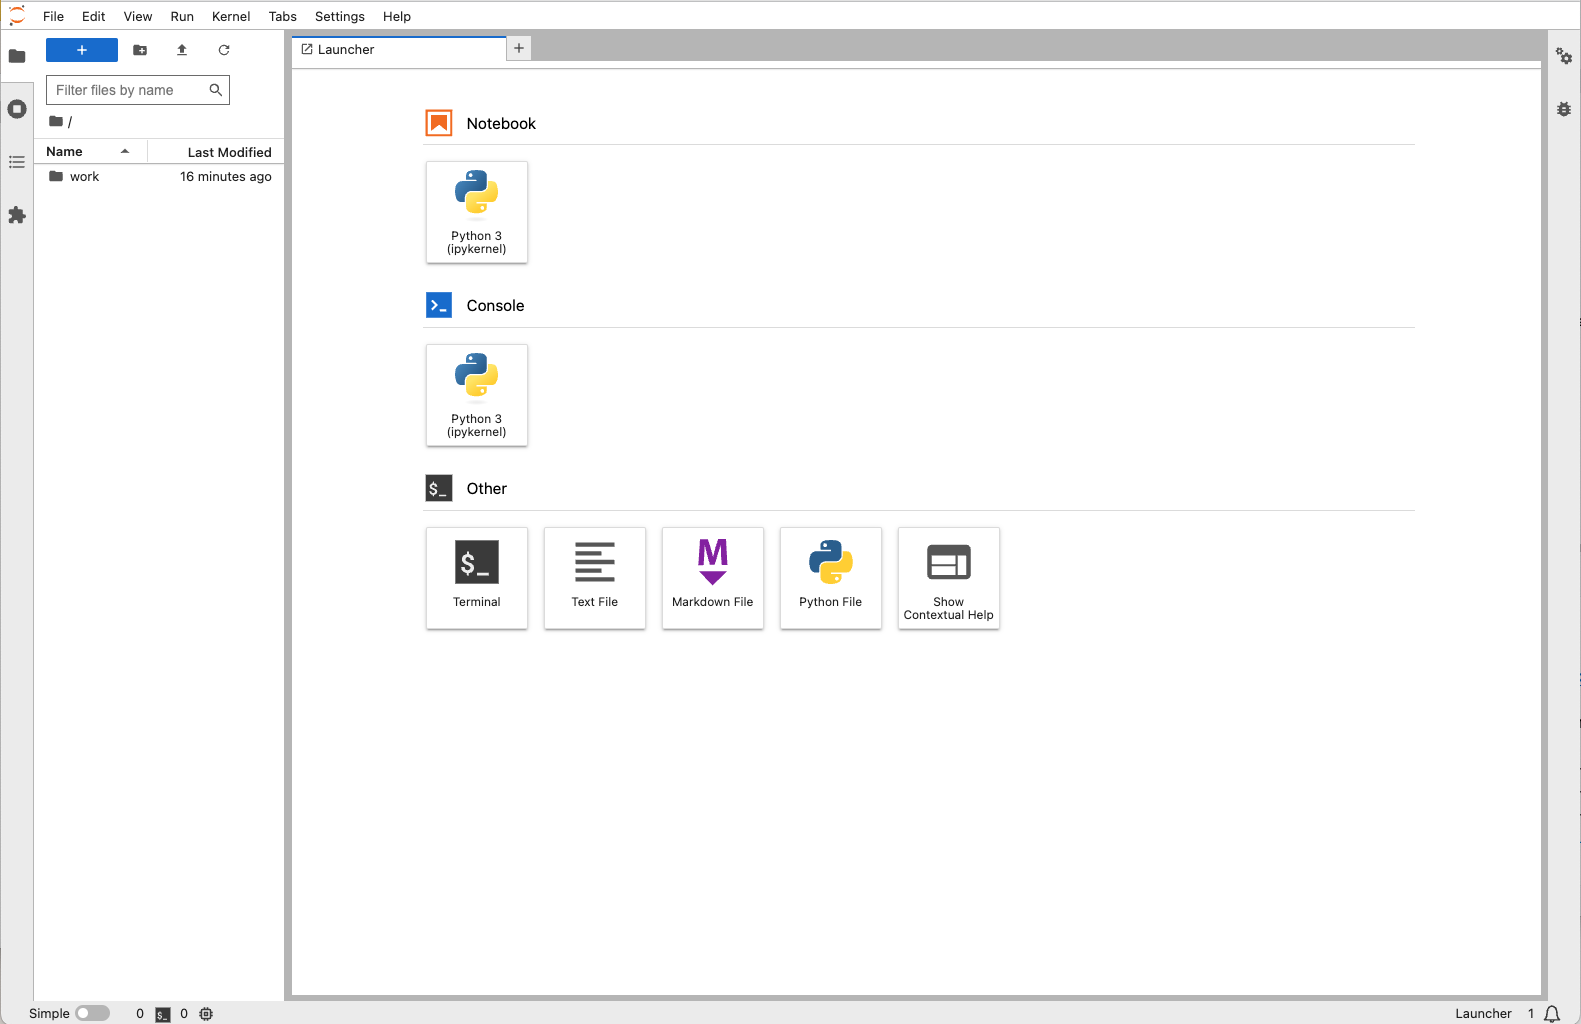 File Edit View Run Kernel Tabs Settings Help
Launcher
Filter files by name
/
Name Last Modified
work 16 minutes ago
Notebook
Python 3
(ipykernel)
Console
Python 3
(ipykernel)
$_ Other
$_
Terminal
Text File
M
Markdown File
Python File
Show
Contextual Help
Simple 0 $_ 0
Launcher 1